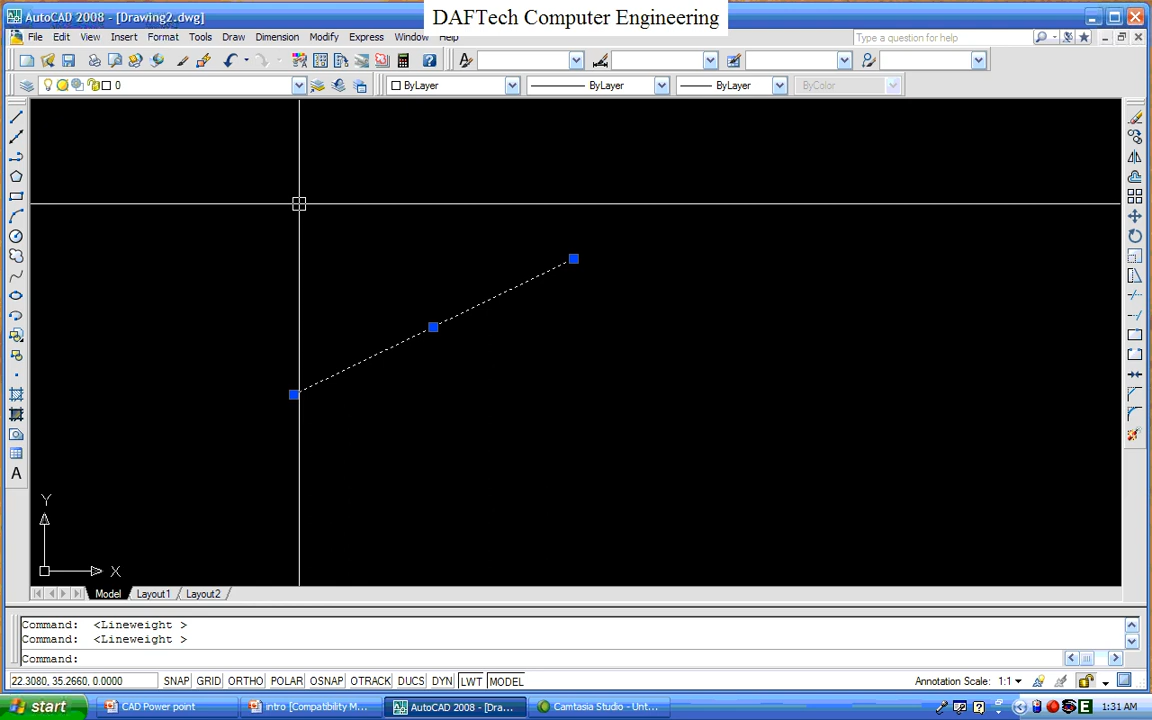 AutoCAD 2008 - [Drawing2.dwg]
DAFTech Computer Engineering
File Edit View Insert Format Tools Draw Dimension Modify Express Window Help
Type a question for help
0 ByLayer ByLayer ByLayer ByColor
A
Y
X
Model Layout1 Layout2
Command: <Lineweight >
Command: <Lineweight >
Command:
22.3080, 35.2660, 0.0000 SNAP GRID ORTHO POLAR OSNAP OTRACK DUCS DYN LWT MODEL Annotation Scale: 1:1
start CAD Power point intro [Compatibility M... AutoCAD 2008 - [Dra... Camtasia Studio - Unt... E 1:31 AM